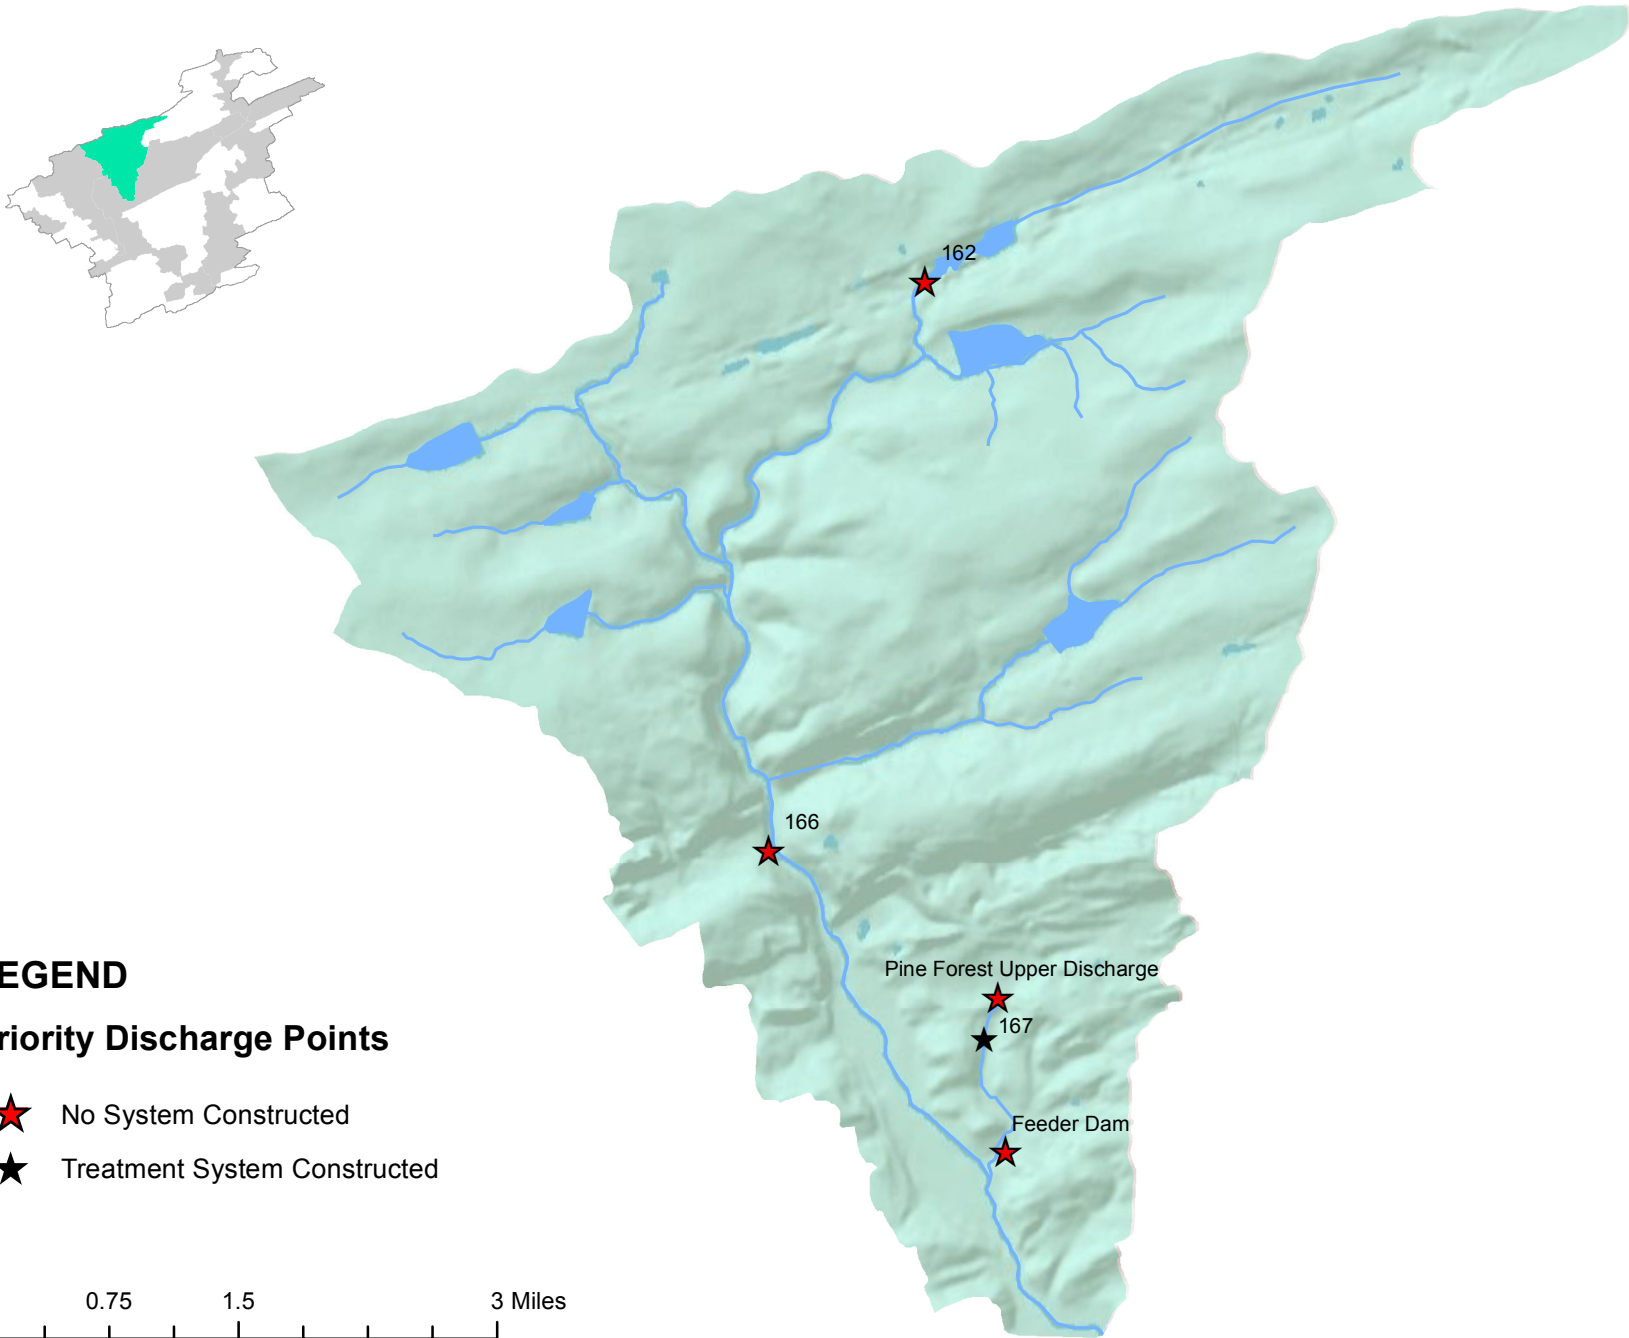 162
166
Pine Forest Upper Discharge
167
Feeder Dam
EGEND
riority Discharge Points
No System Constructed
Treatment System Constructed
0.75 1.5 3 Miles